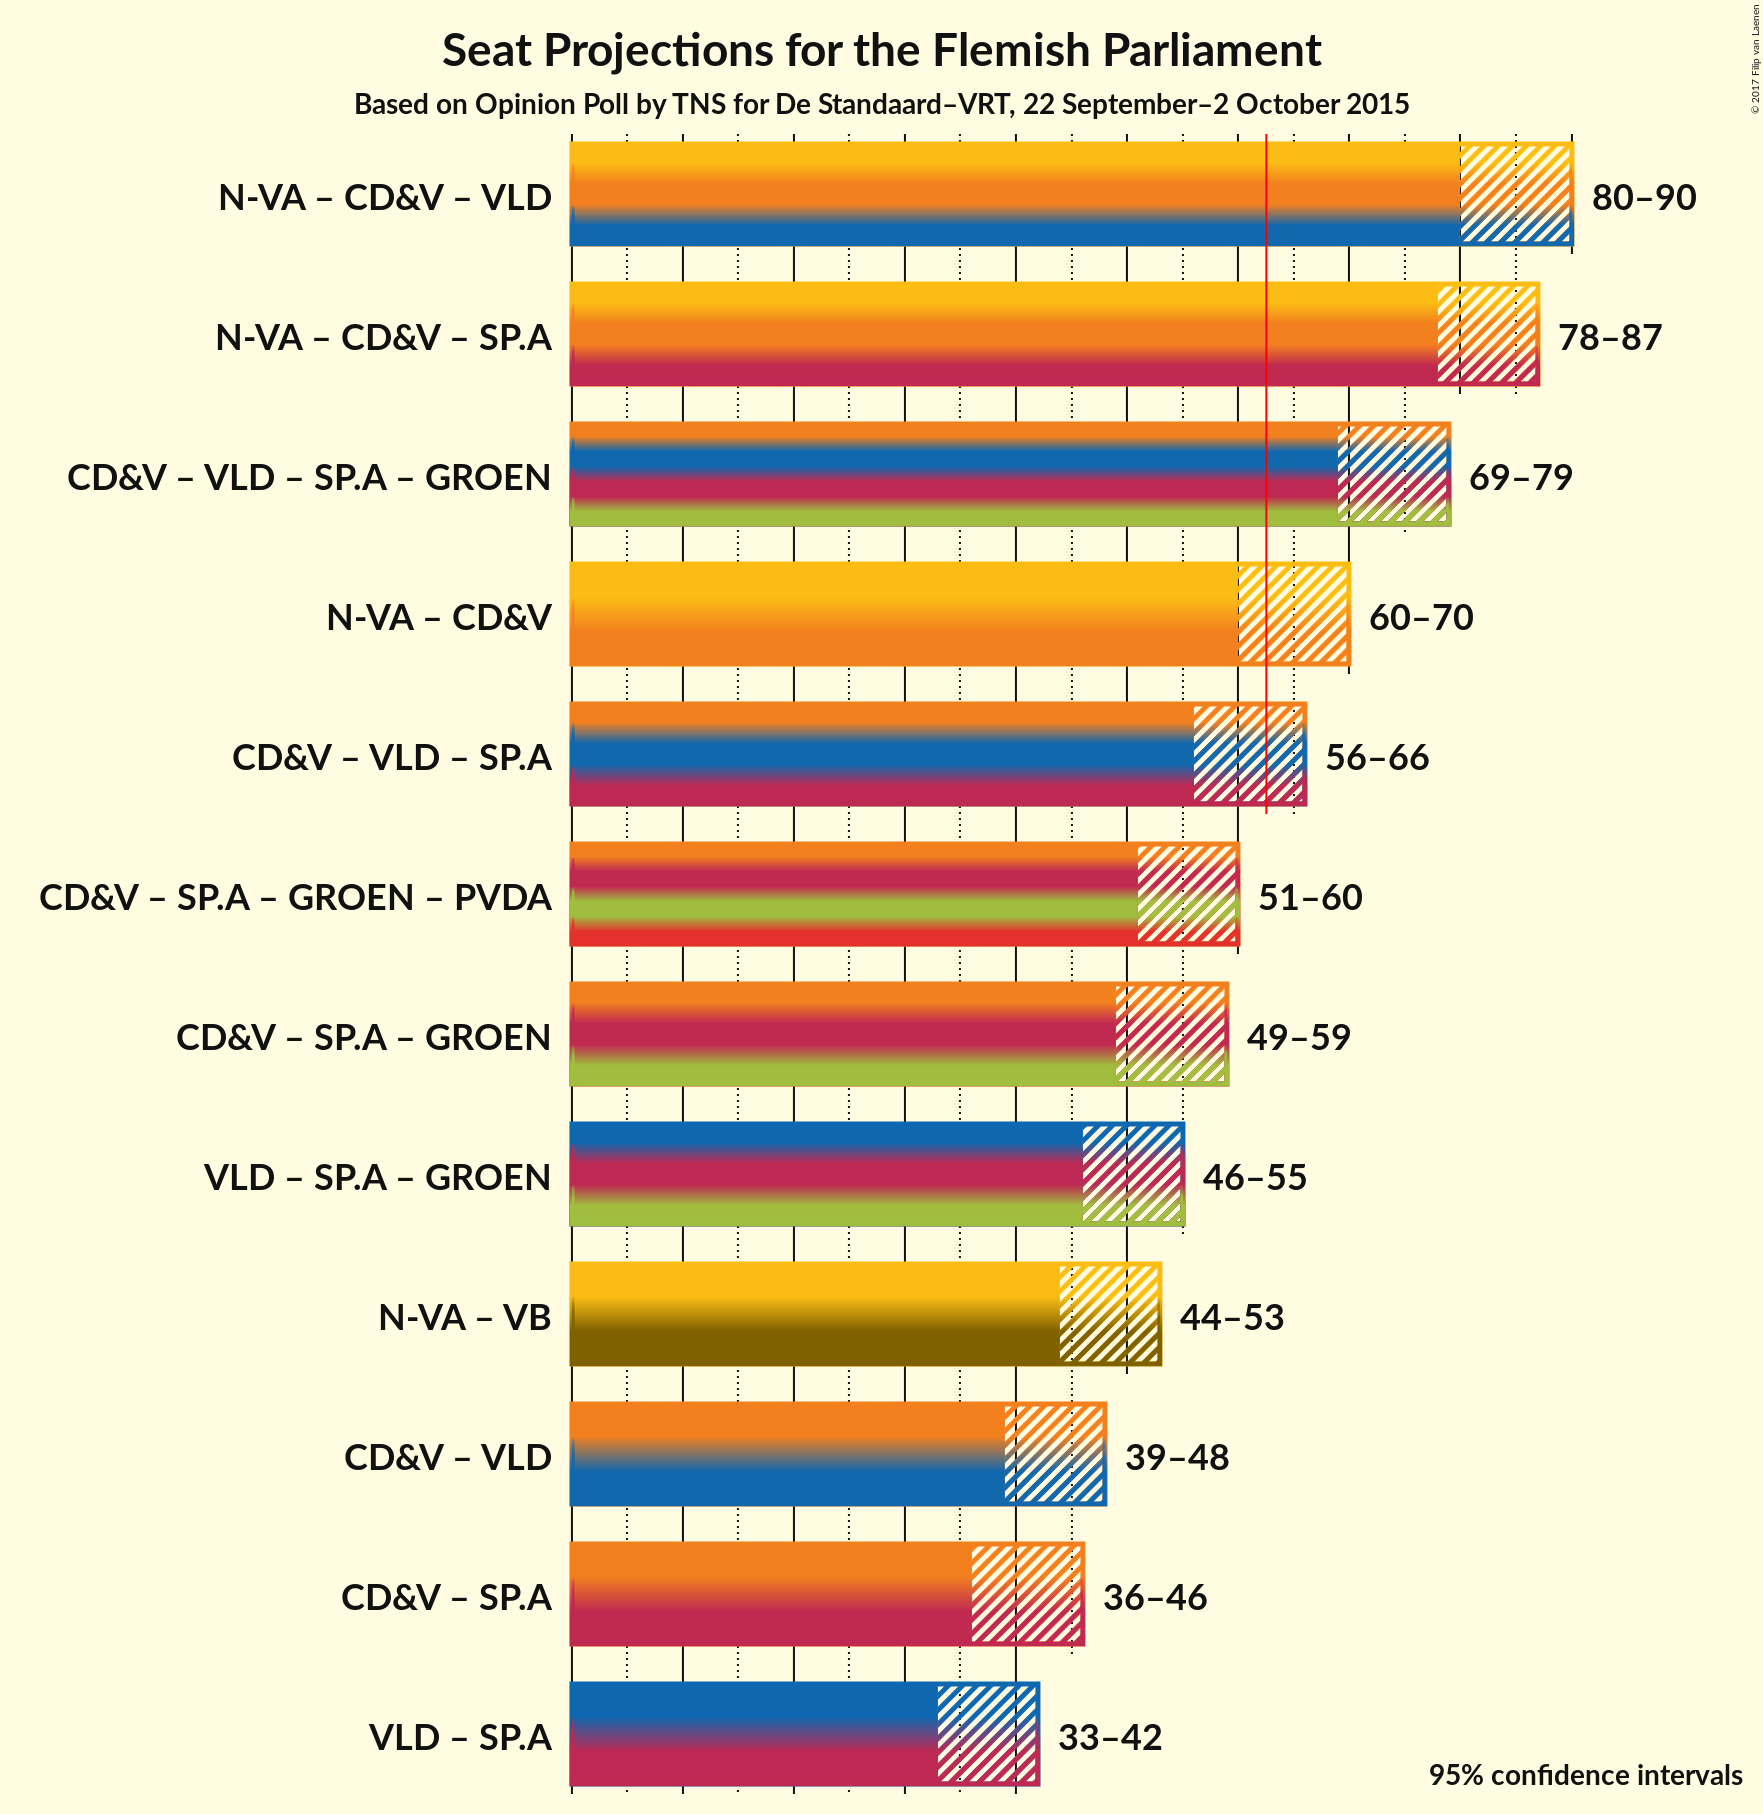 Seat Projections for the Flemish Parliament
Based on Opinion Poll by TNS for De Standaard–VRT, 22 September–2 October 2015
© 2017 Filip van Laenen
N-VA – CD&V – VLD 80–90
N-VA – CD&V – SP.A 78–87
CD&V – VLD – SP.A – GROEN 69–79
N-VA – CD&V 60–70
CD&V – VLD – SP.A 56–66
CD&V – SP.A – GROEN – PVDA 51–60
CD&V – SP.A – GROEN 49–59
VLD – SP.A – GROEN 46–55
N-VA – VB 44–53
CD&V – VLD 39–48
CD&V – SP.A 36–46
VLD – SP.A 33–42
95% confidence intervals